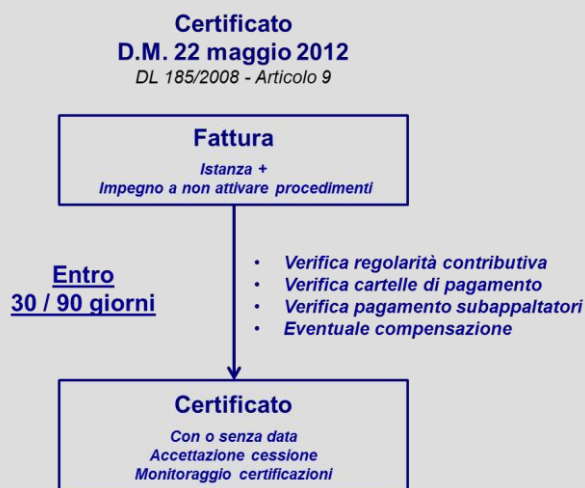 Certificato
D.M. 22 maggio 2012
DL 185/2008 - Articolo 9
Fattura
Istanza +
Impegno a non attivare procedimenti
Entro
30 / 90 giorni
• Verifica regolarità contributiva
• Verifica cartelle di pagamento
• Verifica pagamento subappaltatori
• Eventuale compensazione
Certificato
Con o senza data
Accettazione cessione
Monitoraggio certificazioni